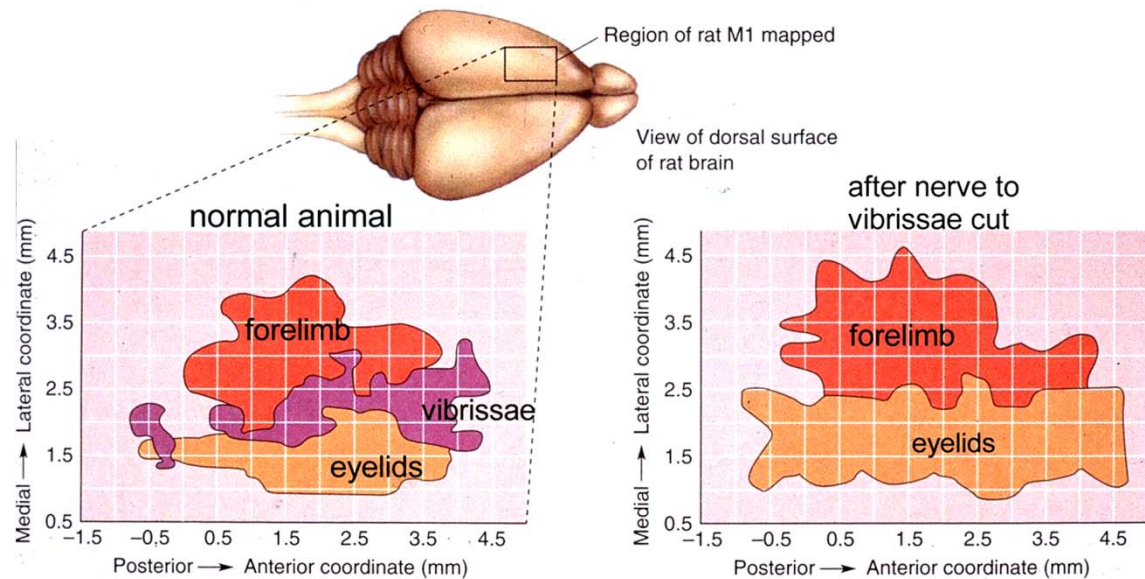 Region of rat M1 mapped
View of dorsal surface
of rat brain
normal animal
Medial → Lateral coordinate (mm)
4.5
3.5
2.5
1.5
0.5
forelimb
vibrissae
eyelids
−1.5 −0.5 0.5 1.5 2.5 3.5 4.5
Posterior → Anterior coordinate (mm)
after nerve to
vibrissae cut
Medial → Lateral coordinate (mm)
4.5
3.5
2.5
1.5
0.5
forelimb
eyelids
−1.5 −0.5 0.5 1.5 2.5 3.5 4.5
Posterior → Anterior coordinate (mm)